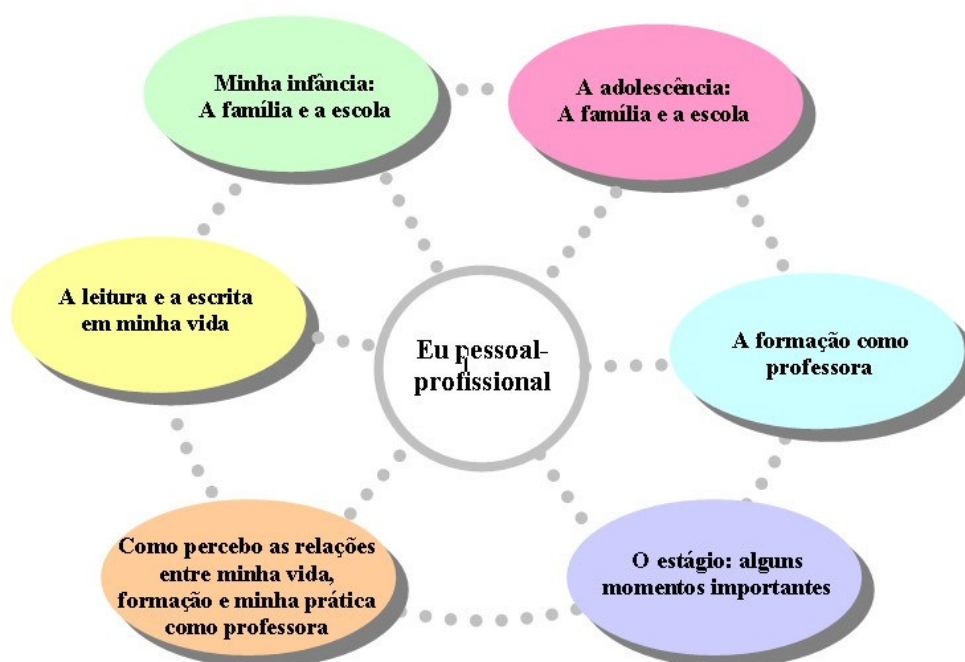 Minha infância:
A família e a escola
A adolescência:
A família e a escola
A leitura e a escrita
em minha vida
Eu pessoal-
profissional
A formação como
professora
Como percebo as relações
entre minha vida,
formação e minha prática
como professora
O estágio: alguns
momentos importantes